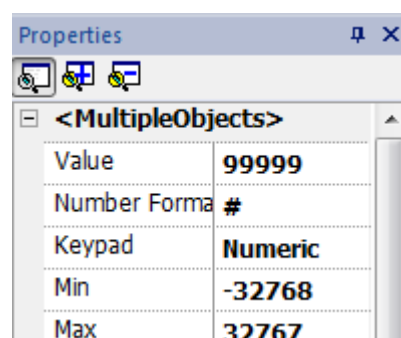 Properties
<MultipleObjects>
Value 99999
Number Forma #
Keypad Numeric
Min -32768
Max 32767